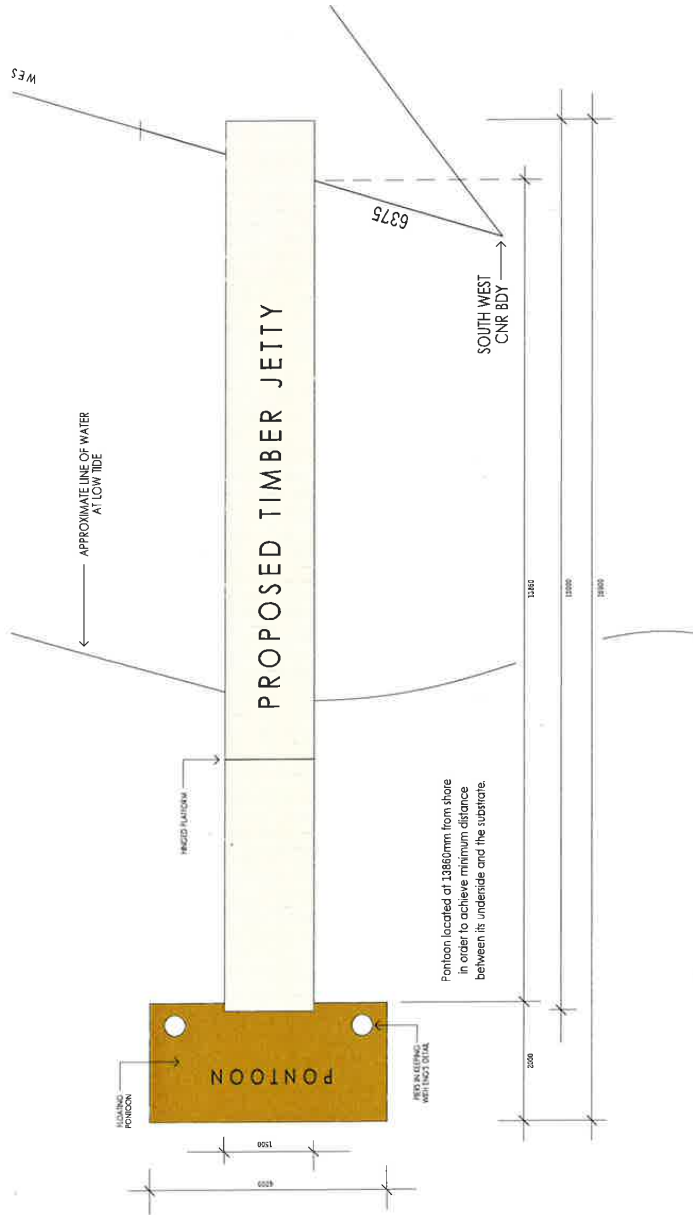 WES
6375
SOUTH WEST
CNR BDY
APPROXIMATE LINE OF WATER
AT LOW TIDE
PROPOSED TIMBER JETTY
HINGED PLATFORM
Pontoon located at 13860mm from shore
in order to achieve minimum distance
between its underside and the substrate.
FLOATING
PONTOON
PONTOON
PIERS IN KEEPING
WITH ENG'S DETAIL
1500
4000
2000
13860
15000